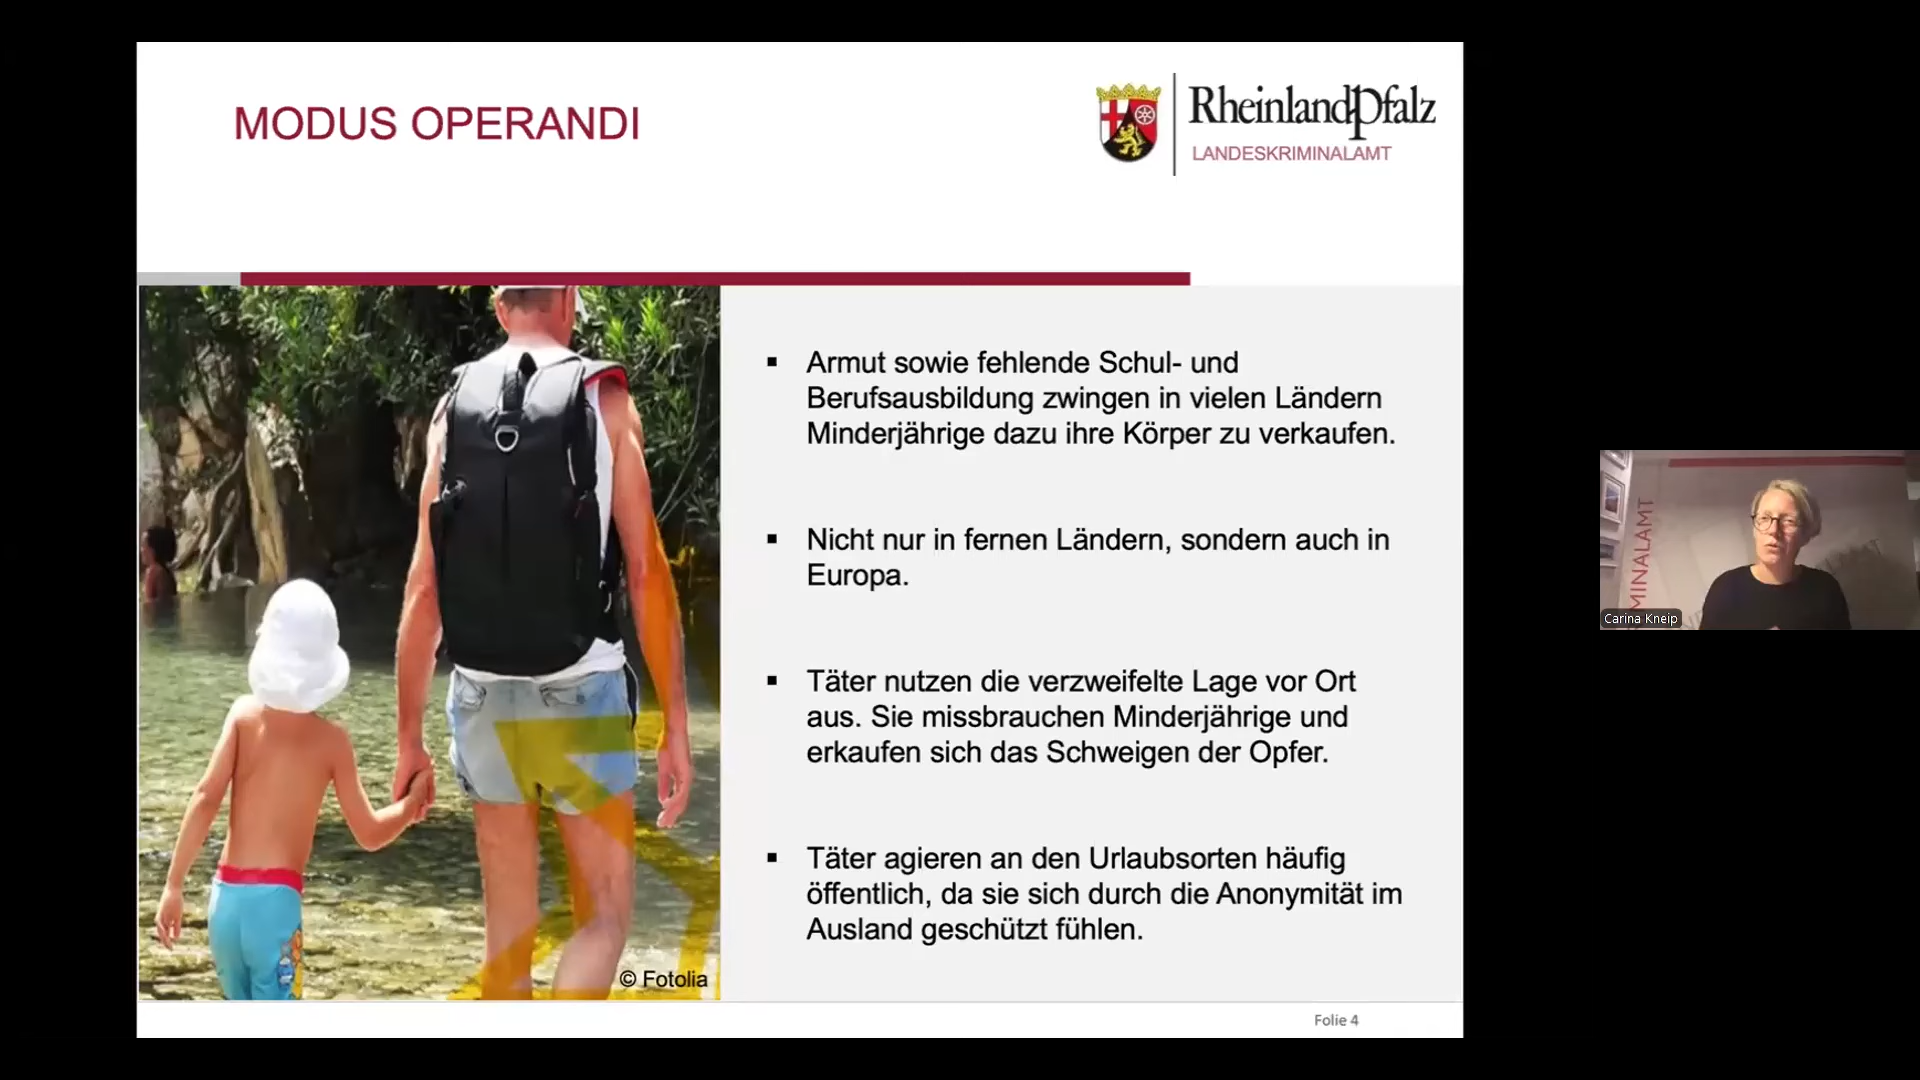 MODUS OPERANDI
RheinlandPfalz
LANDESKRIMINALAMT
▪ Armut sowie fehlende Schul- und
Berufsausbildung zwingen in vielen Ländern
Minderjährige dazu ihre Körper zu verkaufen.
▪ Nicht nur in fernen Ländern, sondern auch in
Europa.
▪ Täter nutzen die verzweifelte Lage vor Ort
aus. Sie missbrauchen Minderjährige und
erkaufen sich das Schweigen der Opfer.
▪ Täter agieren an den Urlaubsorten häufig
öffentlich, da sie sich durch die Anonymität im
Ausland geschützt fühlen.
© Fotolia
Folie 4
MINALAMT
Carina Kneip